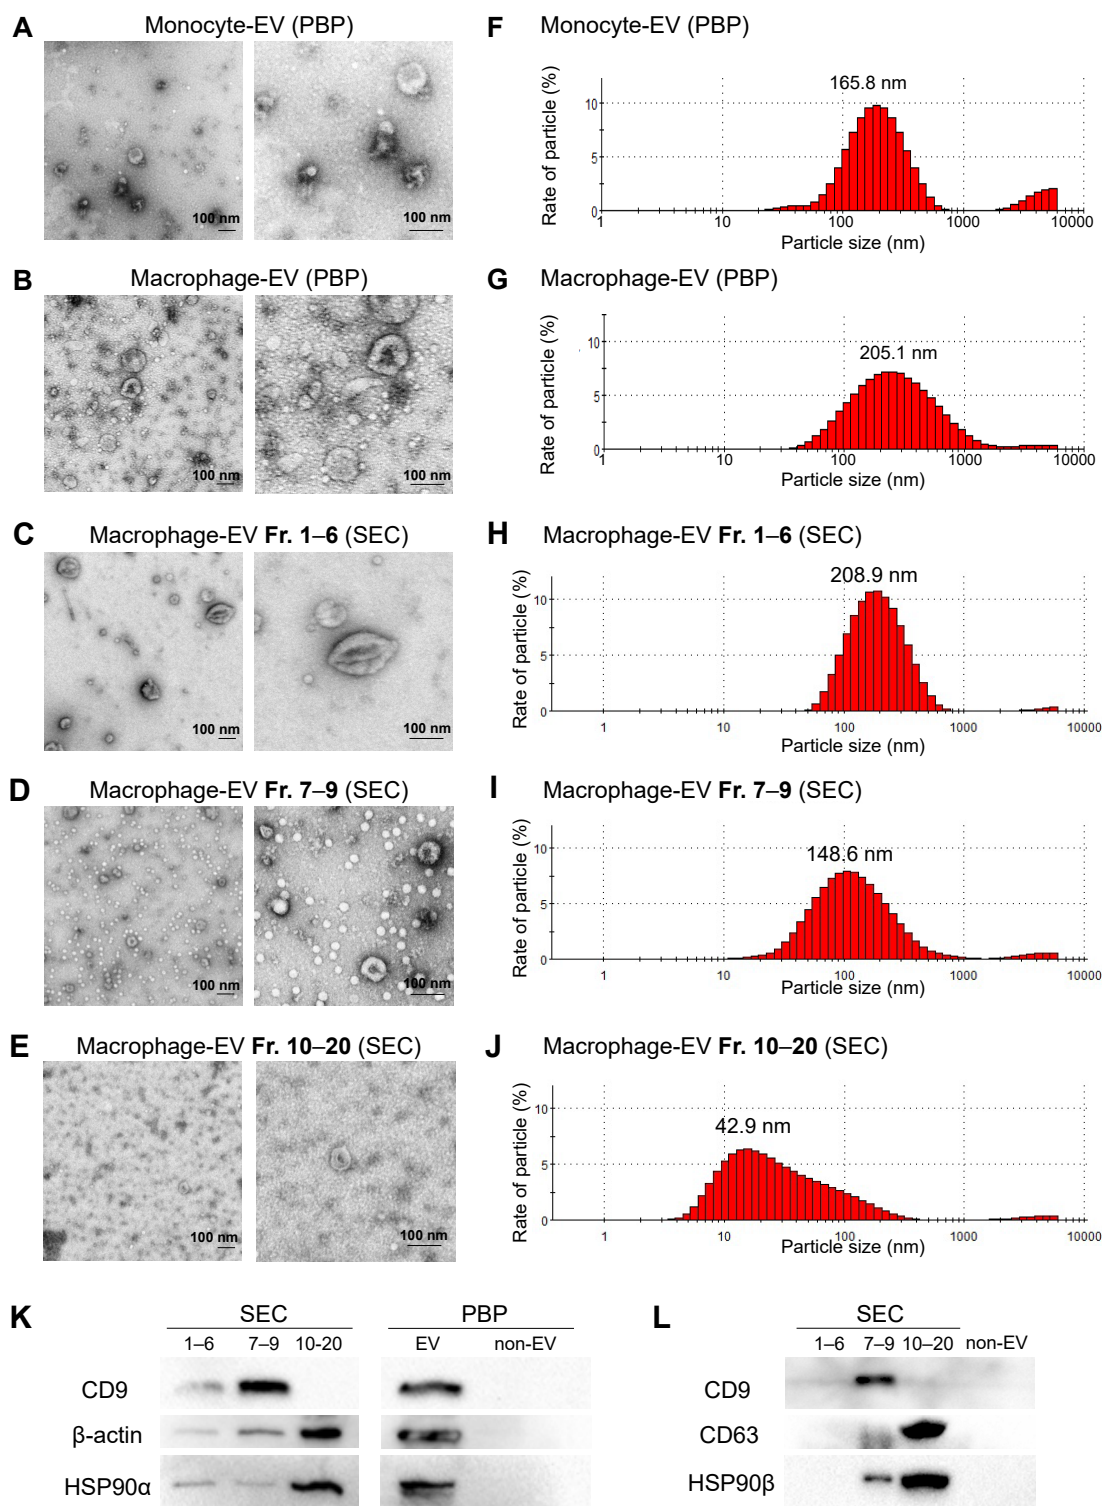 A Monocyte-EV (PBP)
100 nm 100 nm
F Monocyte-EV (PBP)
165.8 nm
Rate of particle (%)
10
5
0
1 10 100 1000 10000
Particle size (nm)
B Macrophage-EV (PBP)
100 nm 100 nm
G Macrophage-EV (PBP)
205.1 nm
Rate of particle (%)
10
5
0
1 10 100 1000 10000
Particle size (nm)
C Macrophage-EV Fr. 1–6 (SEC)
100 nm 100 nm
H Macrophage-EV Fr. 1–6 (SEC)
208.9 nm
Rate of particle (%)
10
5
0
1 10 100 1000 10000
Particle size (nm)
D Macrophage-EV Fr. 7–9 (SEC)
100 nm 100 nm
I Macrophage-EV Fr. 7–9 (SEC)
148.6 nm
Rate of particle (%)
10
5
0
1 10 100 1000 10000
Particle size (nm)
E Macrophage-EV Fr. 10–20 (SEC)
100 nm 100 nm
J Macrophage-EV Fr. 10–20 (SEC)
42.9 nm
Rate of particle (%)
10
5
0
1 10 100 1000 10000
Particle size (nm)
K SEC PBP
1–6 7–9 10-20 EV non-EV
CD9
β-actin
HSP90α
L SEC
1–6 7–9 10–20 non-EV
CD9
CD63
HSP90β